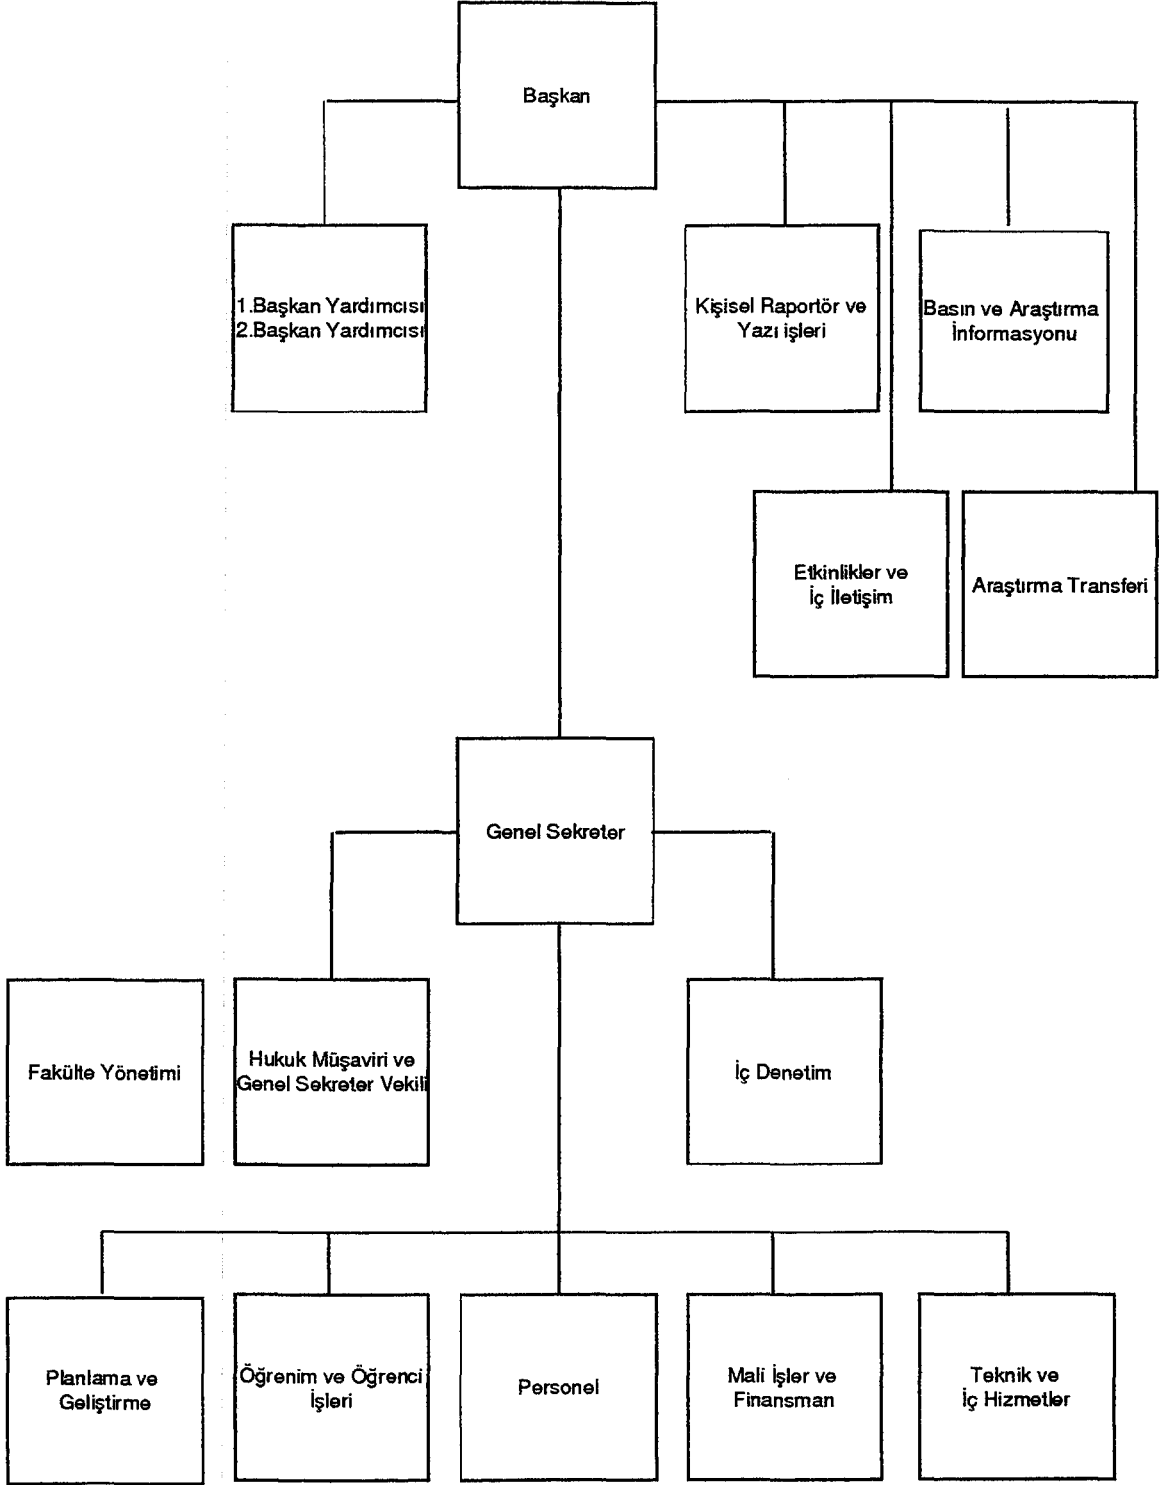 Başkan
1.Başkan Yardımcısı
2.Başkan Yardımcısı
Kişisel Raportör ve
Yazı işleri
Basın ve Araştırma
İnformasyonu
Etkinlikler ve
İç İletişim
Araştırma Transferi
Genel Sekreter
Fakülte Yönetimi
Hukuk Müşaviri ve
Genel Sekreter Vekili
İç Denetim
Planlama ve
Geliştirme
Öğrenim ve Öğrenci
İşleri
Personel
Mali İşler ve
Finansman
Teknik ve
İç Hizmetler